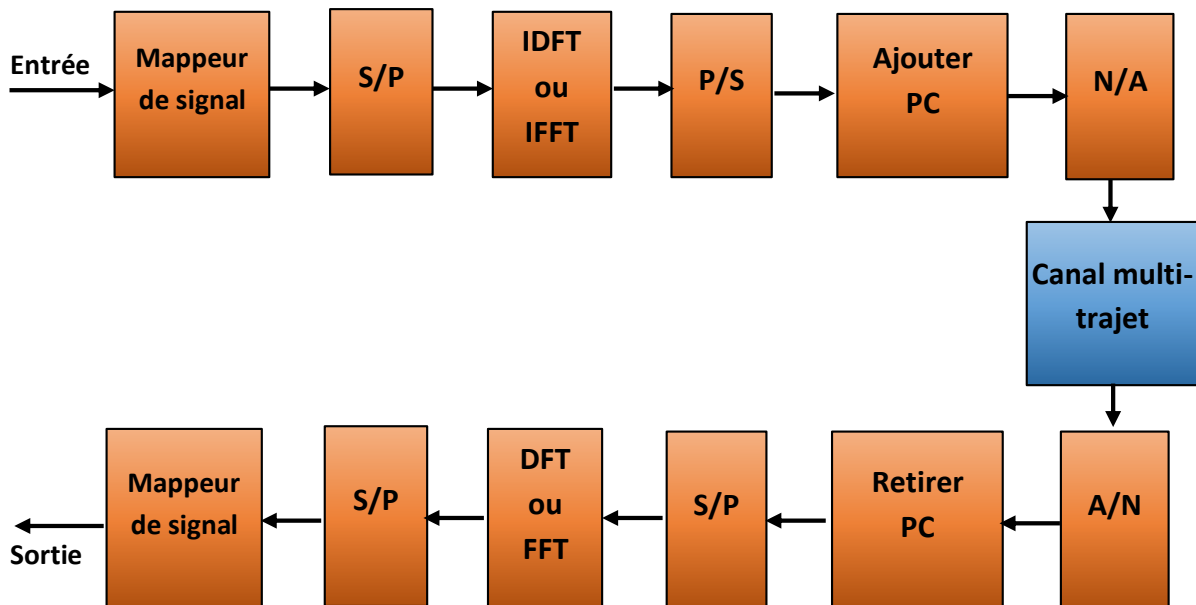 Entrée
Mappeur
de signal
S/P
IDFT
ou
IFFT
P/S
Ajouter
PC
N/A
Canal multi-
trajet
A/N
Retirer
PC
S/P
DFT
ou
FFT
S/P
Mappeur
de signal
Sortie